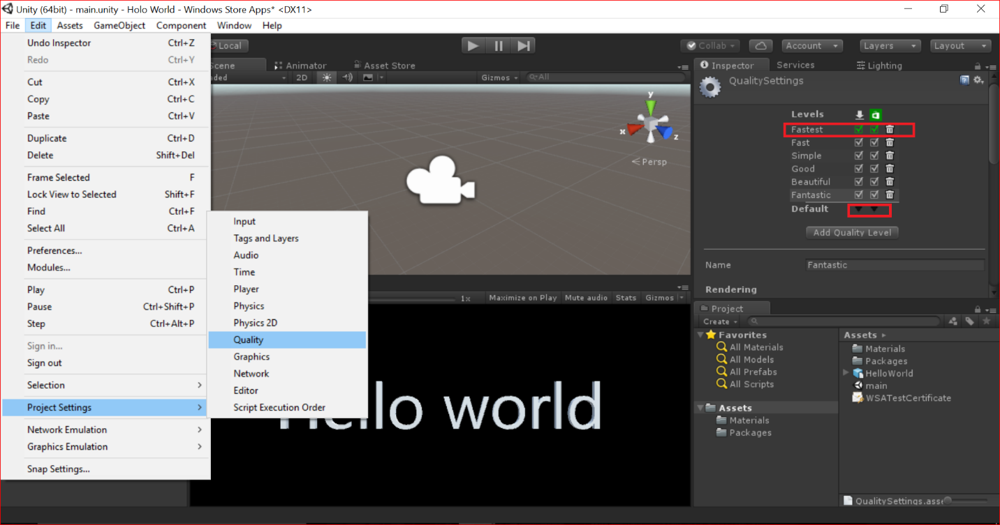 Unity (64bit) - main.unity - Holo World - Windows Store Apps* <DX11>
File Edit Assets GameObject Component Window Help
Undo Inspector Ctrl+Z
Redo Ctrl+Y
Cut Ctrl+X
Copy Ctrl+C
Paste Ctrl+V
Duplicate Ctrl+D
Delete Shift+Del
Frame Selected F
Lock View to Selected Shift+F
Find Ctrl+F
Select All Ctrl+A
Preferences...
Modules...
Play Ctrl+P
Pause Ctrl+Shift+P
Step Ctrl+Alt+P
Sign in...
Sign out
Selection
Project Settings
Network Emulation
Graphics Emulation
Snap Settings...
Input
Tags and Layers
Audio
Time
Player
Physics
Physics 2D
Quality
Graphics
Network
Editor
Script Execution Order
Local
Collab Account Layers Layout
cene Animator Asset Store
ded 2D Gizmos All
y
x
z
Persp
1x Maximize on Play Mute audio Stats Gizmos
Hello world
Inspector Services Lighting
QualitySettings
Levels
Fastest
Fast
Simple
Good
Beautiful
Fantastic
Default
Add Quality Level
Name Fantastic
Rendering
Project
Create
Favorites
All Materials
All Models
All Prefabs
All Scripts
Assets
Materials
Packages
Assets
Materials
Packages
HelloWorld
main
WSATestCertificate
QualitySettings.asse